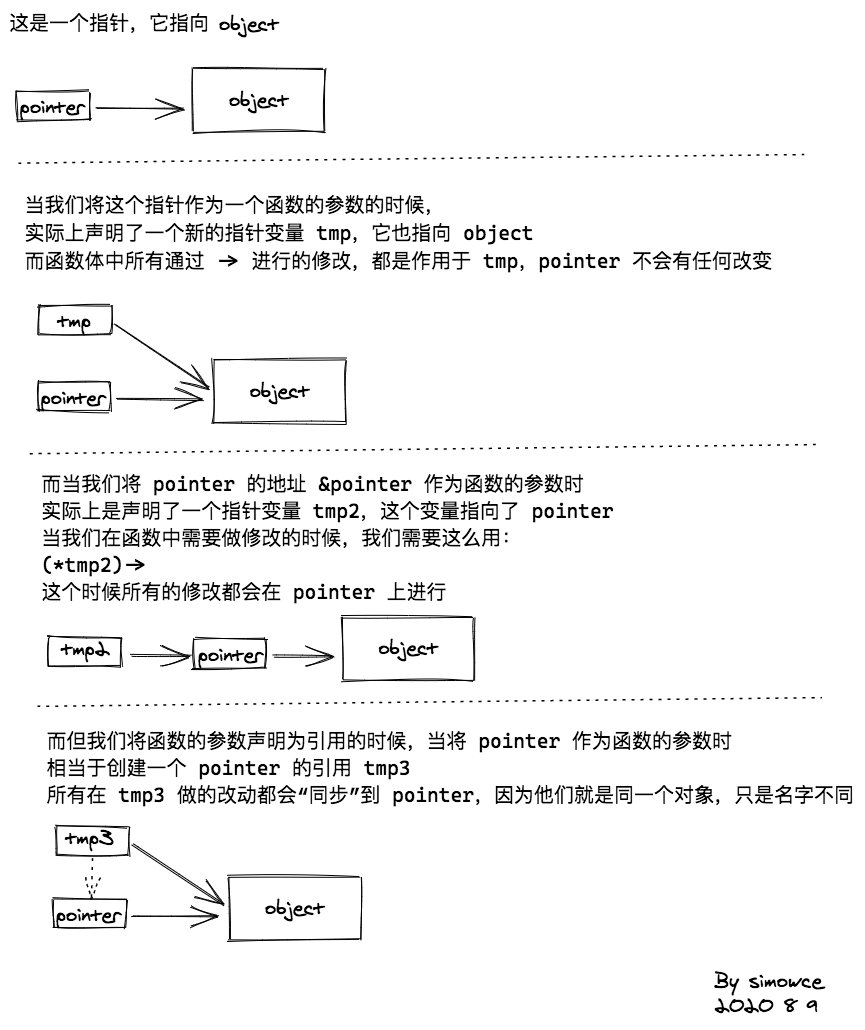 这是一个指针，它指向 object
pointer
object
当我们将这个指针作为一个函数的参数的时候，
实际上声明了一个新的指针变量 tmp，它也指向 object
而函数体中所有通过 -> 进行的修改，都是作用于 tmp，pointer 不会有任何改变
tmp
pointer
object
而当我们将 pointer 的地址 &pointer 作为函数的参数时
实际上是声明了一个指针变量 tmp2，这个变量指向了 pointer
当我们在函数中需要做修改的时候，我们需要这么用：
(*tmp2)->
这个时候所有的修改都会在 pointer 上进行
tmp2
pointer
object
而但我们将函数的参数声明为引用的时候，当将 pointer 作为函数的参数时
相当于创建一个 pointer 的引用 tmp3
所有在 tmp3 做的改动都会“同步”到 pointer，因为他们就是同一个对象，只是名字不同
tmp3
pointer
object
By simowce
2020 8 9